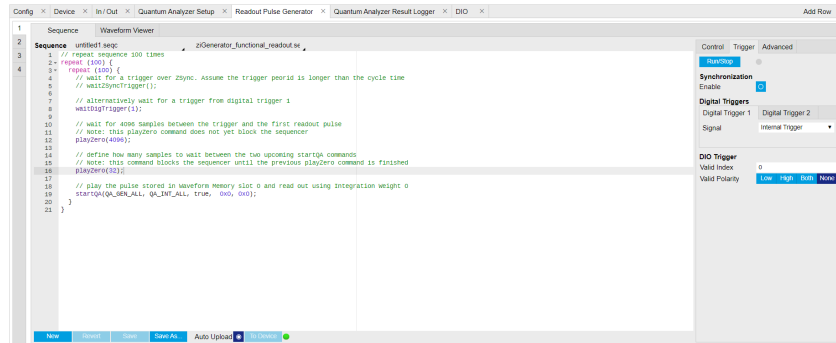 Config × Device × In / Out × Quantum Analyzer Setup × Readout Pulse Generator × Quantum Analyzer Result Logger × DIO × Add Row
1
2
3
4
Sequence Waveform Viewer
Sequence untitled1.seqc ziGenerator_functional_readout.se
1 // repeat sequence 100 times
2 repeat (100) {
3 repeat (100) {
4 // wait for a trigger over ZSync. Assume the trigger peorid is longer than the cycle time
5 // waitZSyncTrigger();
6
7 // alternatively wait for a trigger from digital trigger 1
8 waitDigTrigger(1);
9
10 // wait for 4096 Samples between the trigger and the first readout pulse
11 // Note: this playZero command does not yet block the sequencer
12 playZero(4096);
13
14 // define how many samples to wait between the two upcoming startQA commands
15 // Note: this command blocks the sequencer until the previous playZero command is finished
16 playZero(32);
17
18 // play the pulse stored in Waveform Memory slot 0 and read out using Integration Weight 0
19 startQA(QA_GEN_ALL, QA_INT_ALL, true, 0x0, 0x0);
20 }
21 }
New Revert Save Save As... Auto Upload To Device
Control Trigger Advanced
Run/Stop
Synchronization
Enable
Digital Triggers
Digital Trigger 1 Digital Trigger 2
Signal Internal Trigger
DIO Trigger
Valid Index 0
Valid Polarity Low High Both None